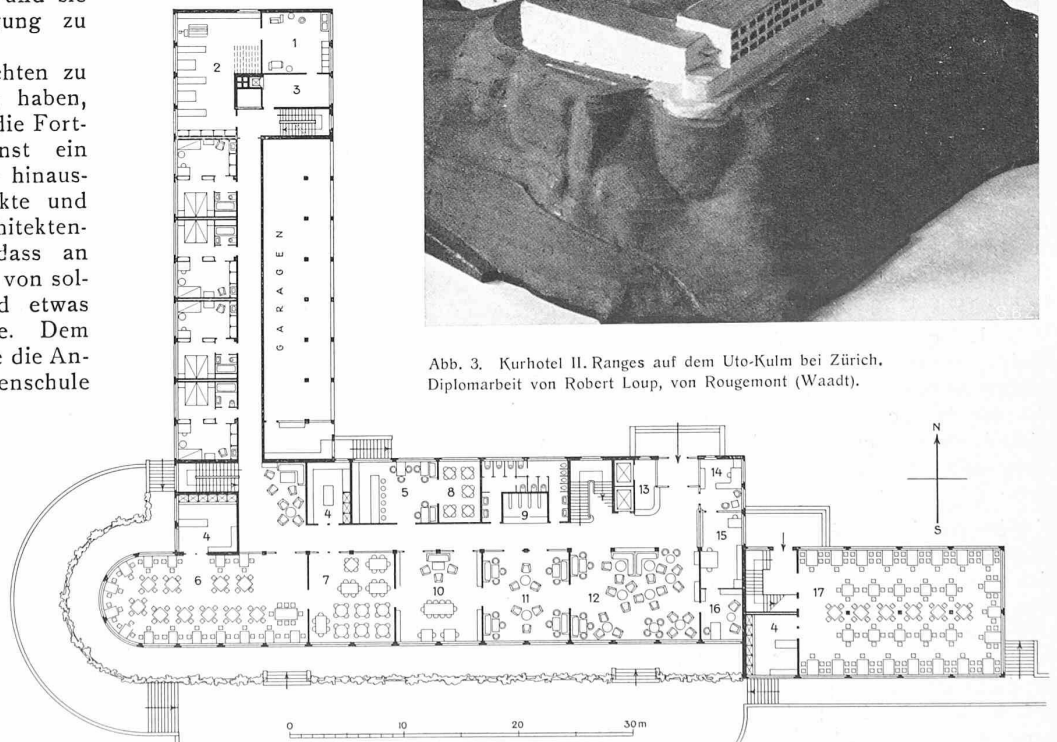 und sie
rung zu
chten zu
haben,
die Fort-
nst ein
hinaus-
kte und
hitekten-
dass an
von sol-
d etwas
e. Dem
e die An-
enschule
Abb. 3. Kurhotel II. Ranges auf dem Uto-Kulm bei Zürich.
Diplomarbeit von Robert Loup, von Rougemont (Waadt).
1
2
3
GARAGEN
N
S
4
5
8
9
13
14
15
4
6
7
10
11
12
16
17
4
0 10 20 30m